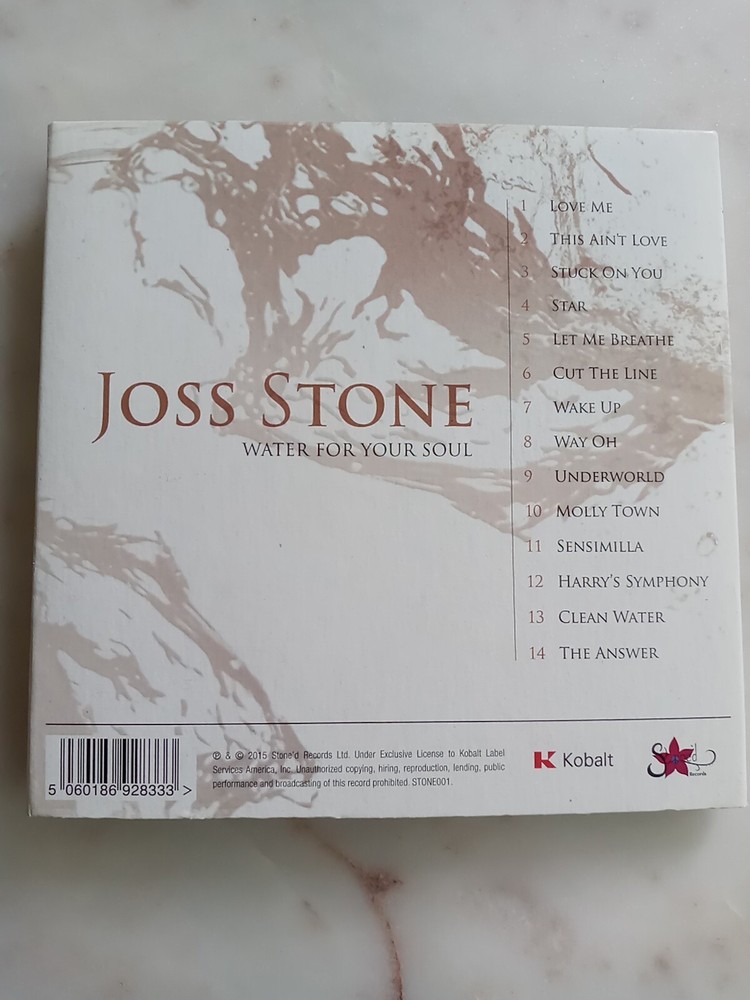 1 Love Me
2 This Ain't Love
3 Stuck On You
4 Star
5 Let Me Breathe
6 Cut The Line
7 Wake Up
8 Way Oh
9 Underworld
10 Molly Town
11 Sensimilla
12 Harry's Symphony
13 Clean Water
14 The Answer
Joss Stone
WATER FOR YOUR SOUL
5 060186 928333 >
℗ & © 2015 Stone'd Records Ltd. Under Exclusive License to Kobalt Label
Services America, Inc. Unauthorized copying, hiring, reproduction, lending, public
performance and broadcasting of this record prohibited. STONE001.
Kobalt
Stone'd
Records